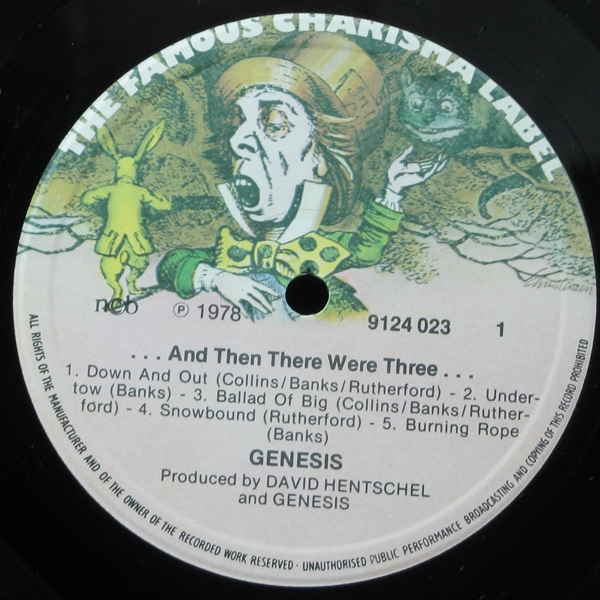 THE FAMOUS CHARISMA LABEL
ncb ℗ 1978 9124 023 1
...And Then There Were Three...
1. Down And Out (Collins/Banks/Rutherford) - 2. Under-
tow (Banks) - 3. Ballad Of Big (Collins/Banks/Ruther-
ford) - 4. Snowbound (Rutherford) - 5. Burning Rope
(Banks)
GENESIS
Produced by DAVID HENTSCHEL
and GENESIS
ALL RIGHTS OF THE MANUFACTURER AND OF THE OWNER OF THE RECORDED WORK RESERVED · UNAUTHORISED PUBLIC PERFORMANCE BROADCASTING AND COPYING OF THIS RECORD PROHIBITED